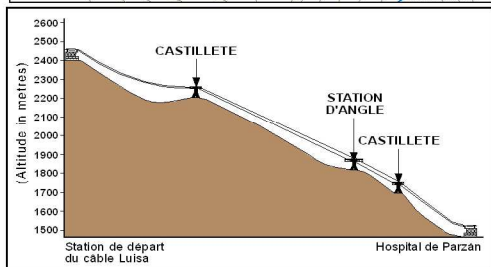 (Altitude in metres)
2600
2500
2400
2300
2200
2100
2000
1900
1800
1700
1600
1500
CASTILLETE
STATION
D'ANGLE
CASTILLETE
Station de départ
du câble Luisa
Hospital de Parzán